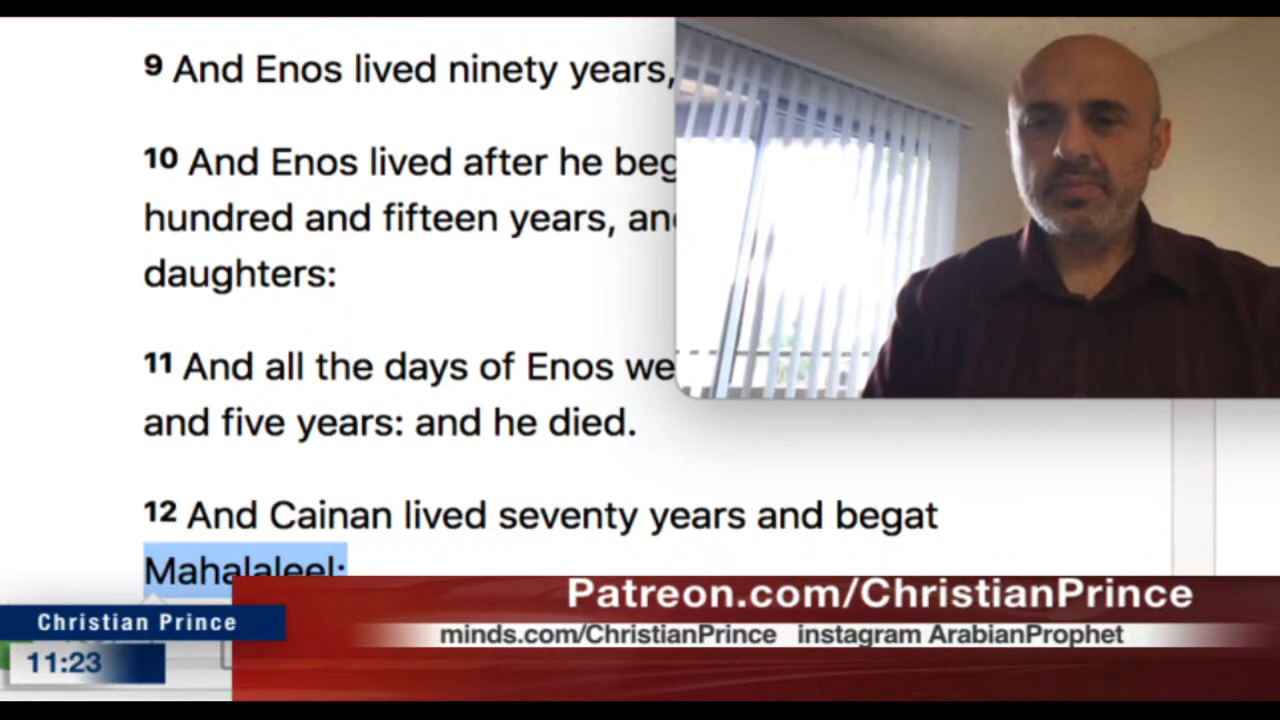 9 And Enos lived ninety years,
10 And Enos lived after he beg
hundred and fifteen years, an
daughters:
11 And all the days of Enos we
and five years: and he died.
12 And Cainan lived seventy years and begat
Mahalaleel:
Patreon.com/ChristianPrince
Christian Prince
minds.com/ChristianPrince instagram ArabianProphet
11:23